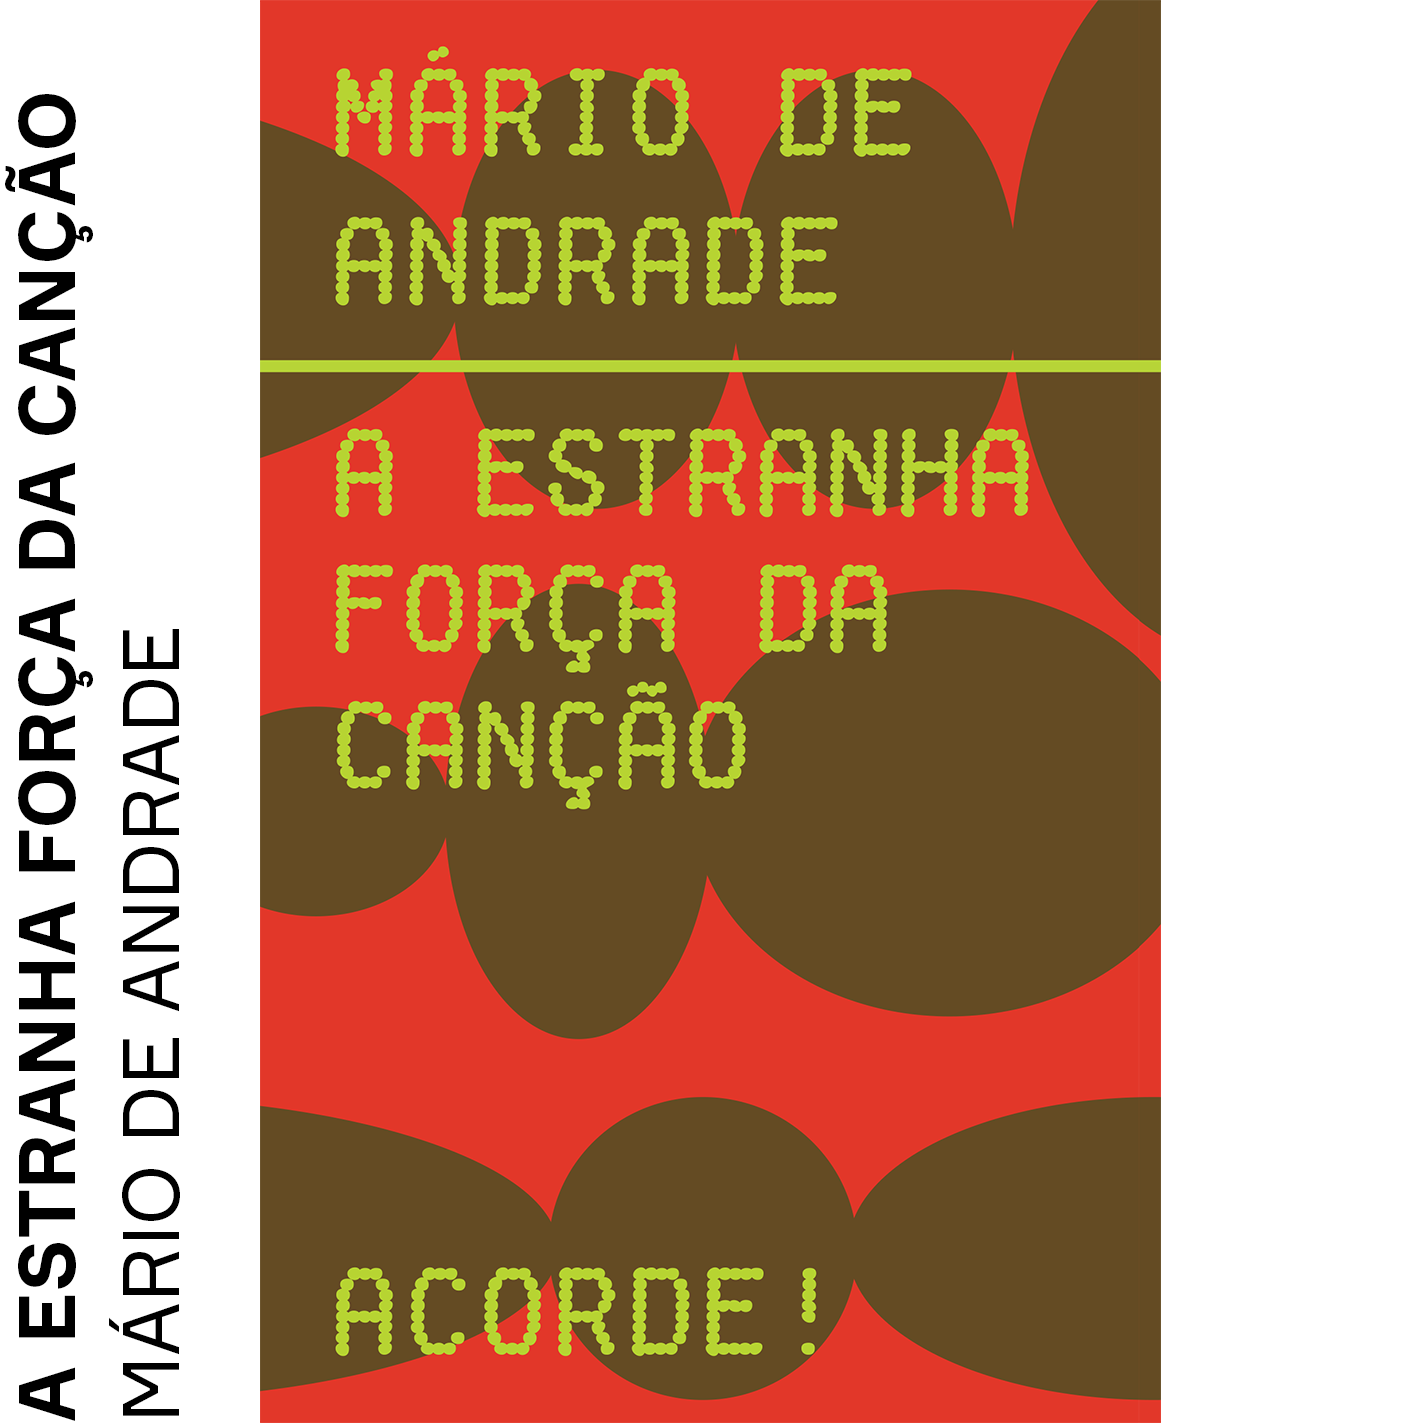 A ESTRANHA FORÇA DA CANÇÃO
MÁRIO DE ANDRADE
MÁRIO DE
ANDRADE
A ESTRANHA
FORÇA DA
CANÇÃO
ACORDE!